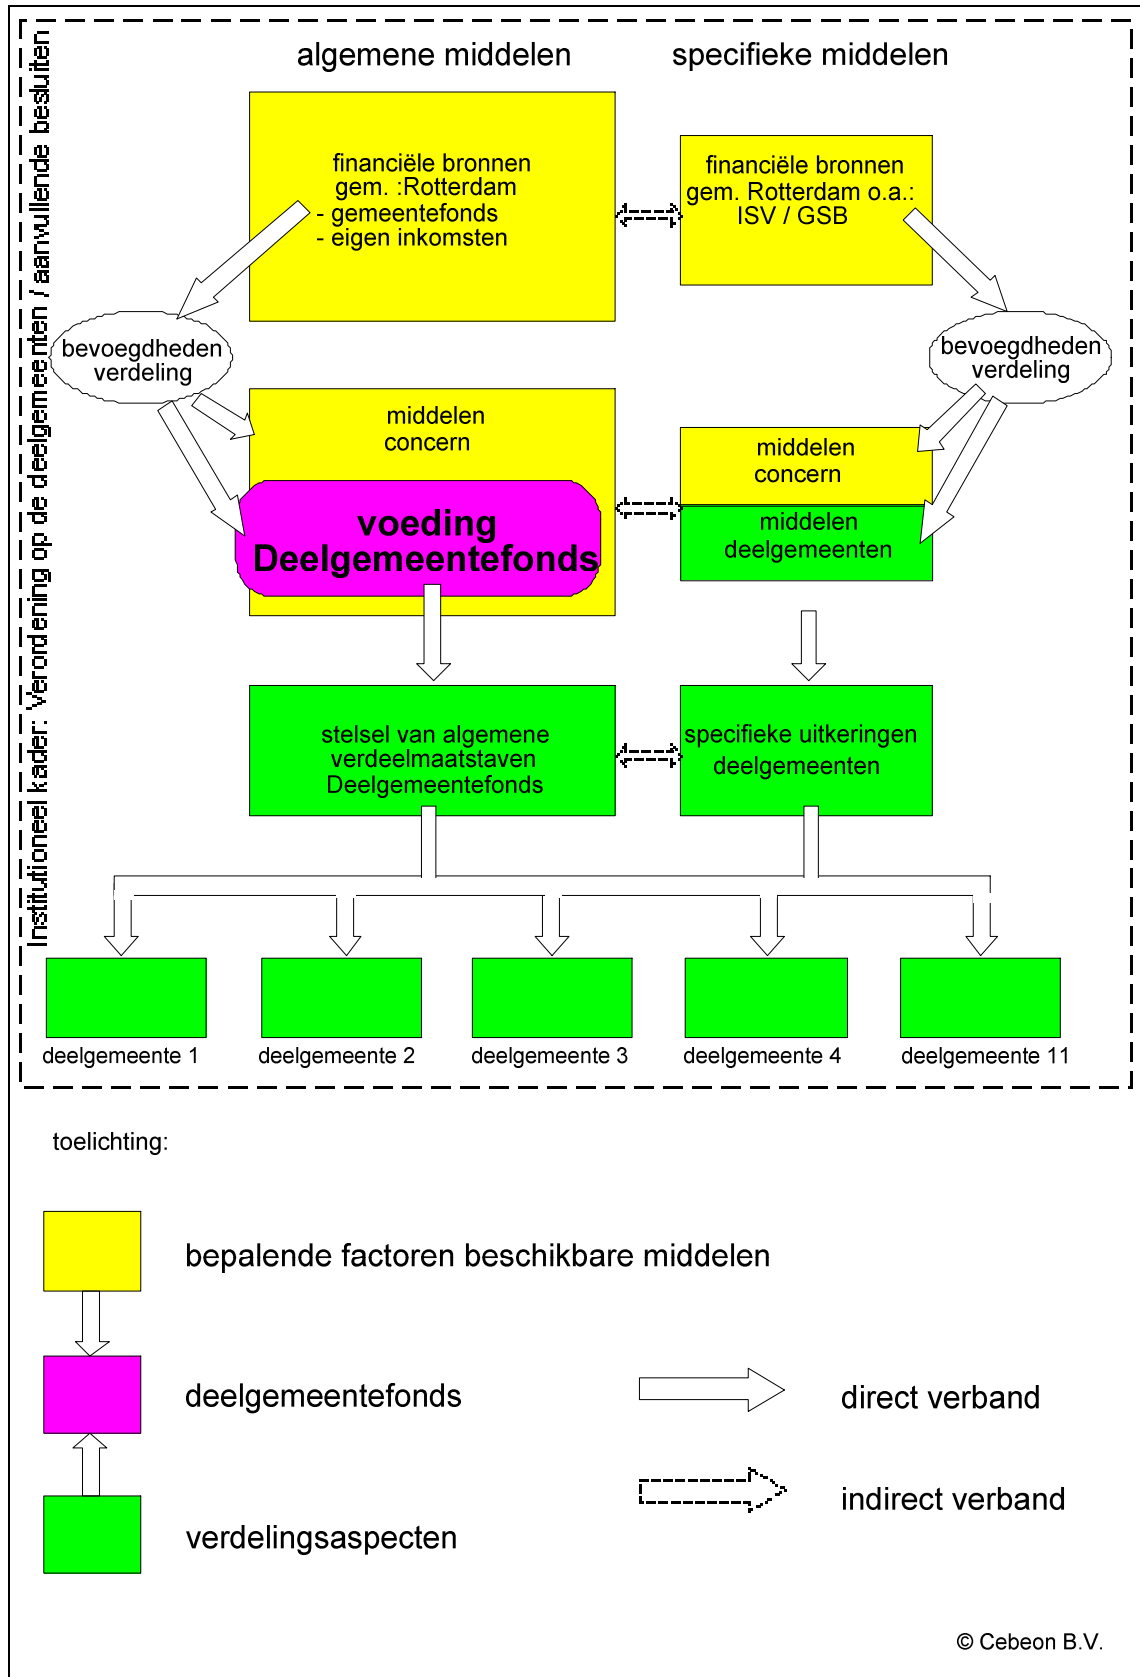 Institutioneel kader: Verordening op de deelgemeenten / aanvullende besluiten
algemene middelen
specifieke middelen
financiële bronnen
gem. :Rotterdam
- gemeentefonds
- eigen inkomsten
financiële bronnen
gem. Rotterdam o.a.:
ISV / GSB
bevoegdheden
verdeling
bevoegdheden
verdeling
middelen
concern
voeding
Deelgemeentefonds
middelen
concern
middelen
deelgemeenten
stelsel van algemene
verdeelmaatstaven
Deelgemeentefonds
specifieke uitkeringen
deelgemeenten
deelgemeente 1
deelgemeente 2
deelgemeente 3
deelgemeente 4
deelgemeente 11
toelichting:
bepalende factoren beschikbare middelen
deelgemeentefonds
direct verband
indirect verband
verdelingsaspecten
© Cebeon B.V.